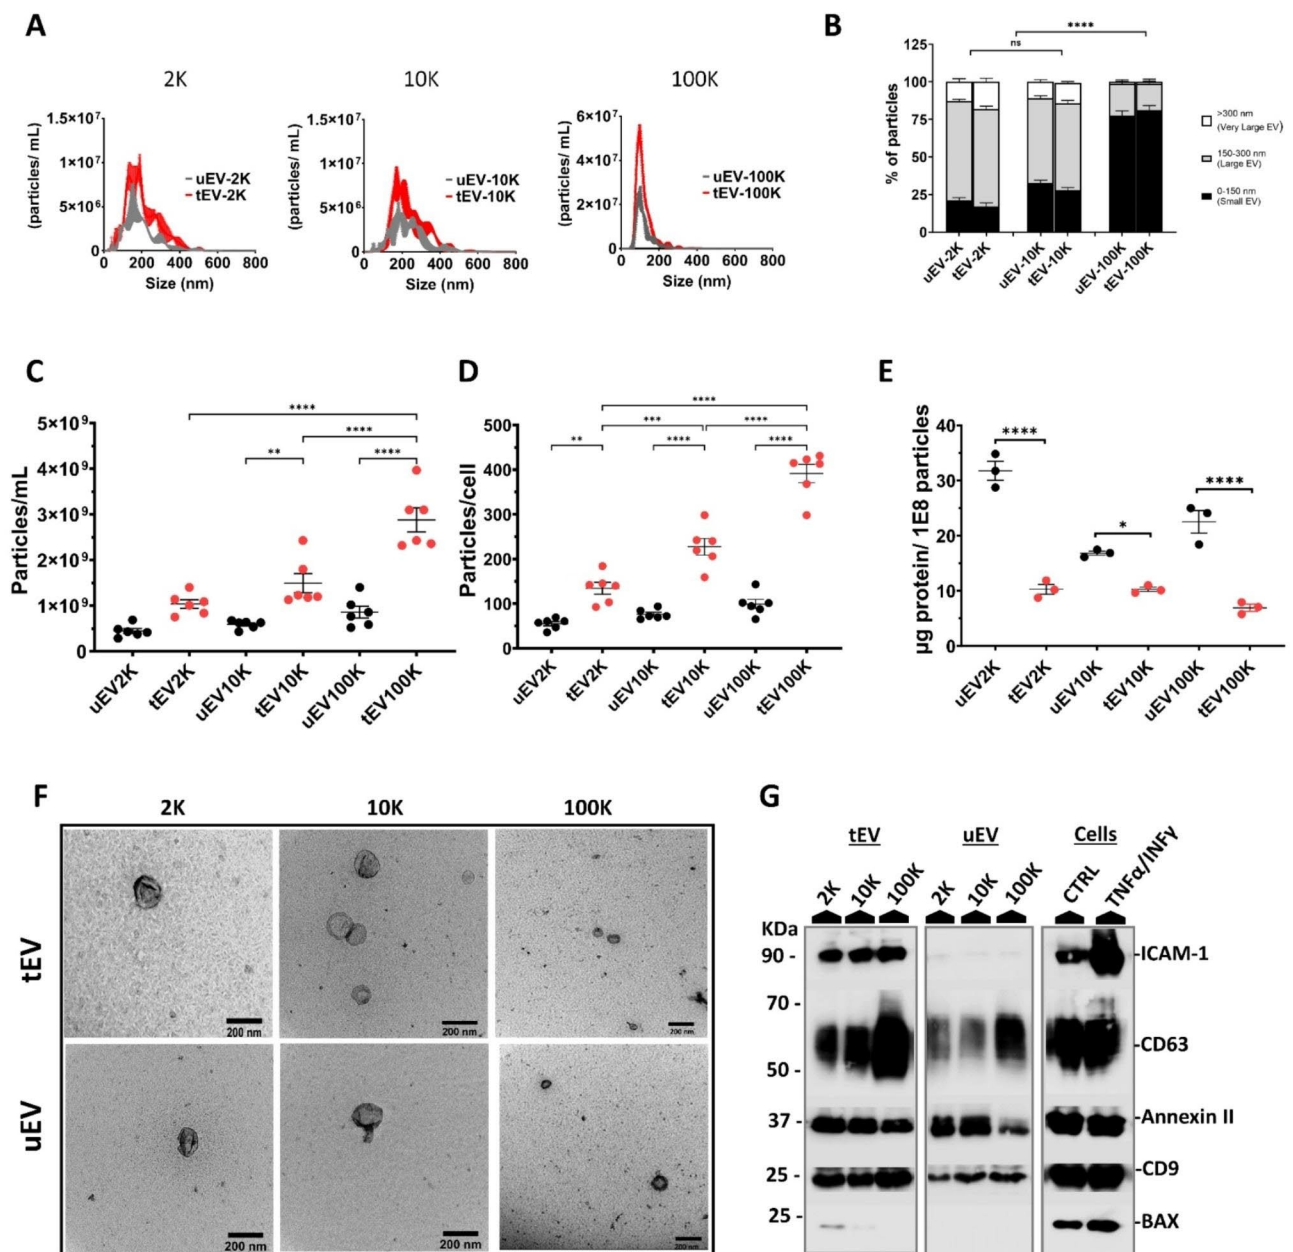 A
2K
10K
100K
(particles/ mL)
1.5×10⁷
1×10⁷
5×10⁶
0
0 200 400 600 800
Size (nm)
uEV-2K
tEV-2K
(particles/ mL)
1.5×10⁷
1×10⁷
5×10⁶
0
0 200 400 600 800
Size (nm)
uEV-10K
tEV-10K
(particles/ mL)
6×10⁷
4×10⁷
2×10⁷
0
0 200 400 600 800
Size (nm)
uEV-100K
tEV-100K
B
% of particles
125
100
75
50
25
0
ns
****
uEV-2K
tEV-2K
uEV-10K
tEV-10K
uEV-100K
tEV-100K
>300 nm
(Very Large EV)
150-300 nm
(Large EV)
0-150 nm
(Small EV)
C
Particles/mL
5×10⁹
4×10⁹
3×10⁹
2×10⁹
1×10⁹
0
****
****
** ****
uEV2K
tEV2K
uEV10K
tEV10K
uEV100K
tEV100K
D
Particles/cell
500
400
300
200
100
0
****
*** ****
** **** ****
uEV2K
tEV2K
uEV10K
tEV10K
uEV100K
tEV100K
E
µg protein/ 1E8 particles
40
30
20
10
0
****
*
****
uEV2K
tEV2K
uEV10K
tEV10K
uEV100K
tEV100K
F
2K 10K 100K
tEV
200 nm
200 nm
200 nm
uEV
200 nm
200 nm
200 nm
G
tEV uEV Cells
2K 10K 100K
2K 10K 100K
CTRL TNFα/INFγ
KDa
90 -
70 -
50 -
37 -
25 -
25 -
-ICAM-1
-CD63
-Annexin II
-CD9
-BAX